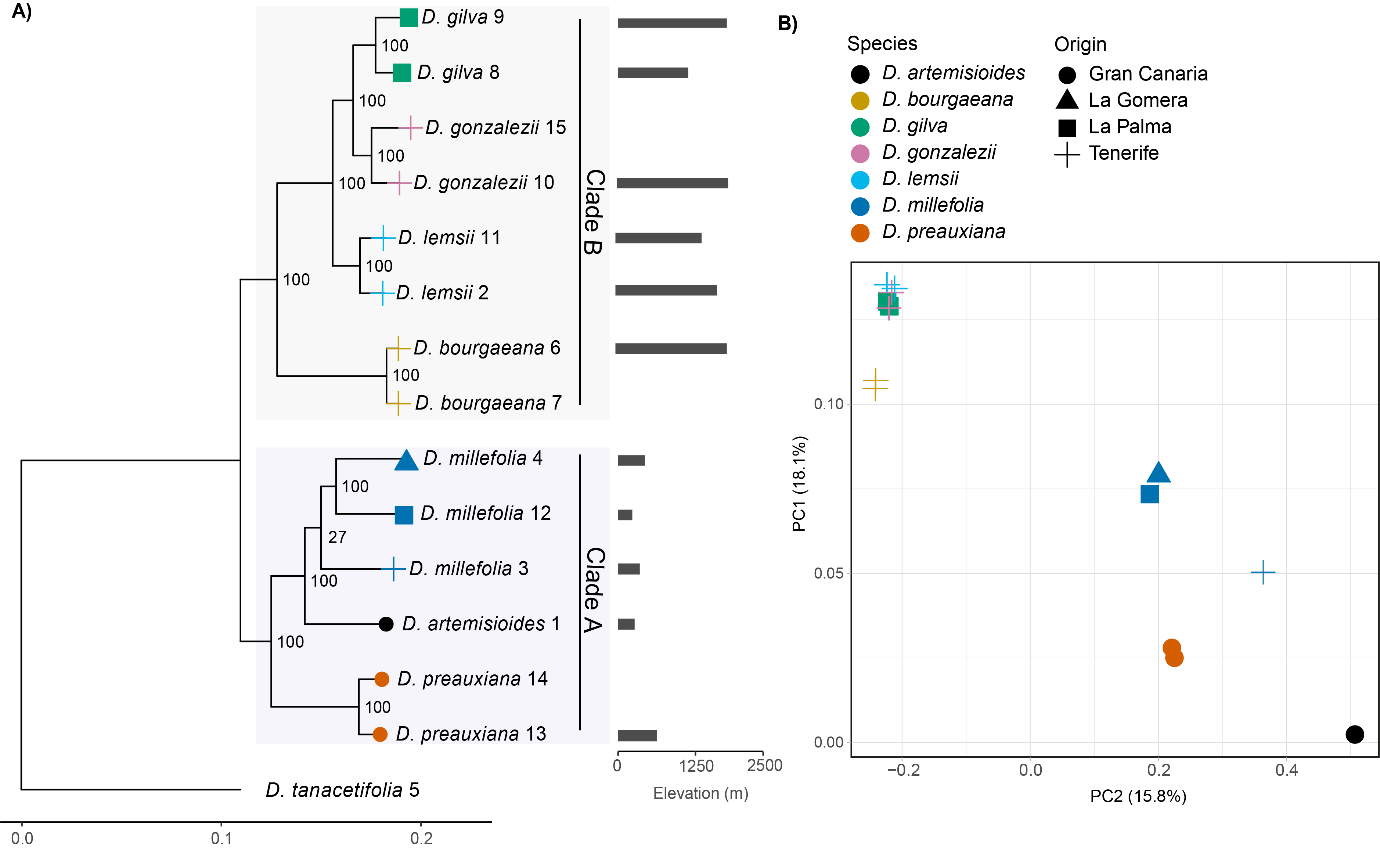 A)
D. gilva 9
100
D. gilva 8
100
D. gonzalezii 15
100
D. gonzalezii 10
100
D. lemsii 11
100
D. lemsii 2
100
D. bourgaeana 6
100
D. bourgaeana 7
Clade B
D. millefolia 4
100
D. millefolia 12
27
D. millefolia 3
100
D. artemisioides 1
100
D. preauxiana 14
100
D. preauxiana 13
Clade A
D. tanacetifolia 5
0.0 0.1 0.2
0 1250 2500
Elevation (m)
B)
Species
D. artemisioides
D. bourgaeana
D. gilva
D. gonzalezii
D. lemsii
D. millefolia
D. preauxiana
Origin
Gran Canaria
La Gomera
La Palma
Tenerife
PC1 (18.1%)
0.10
0.05
0.00
−0.2 0.0 0.2 0.4
PC2 (15.8%)